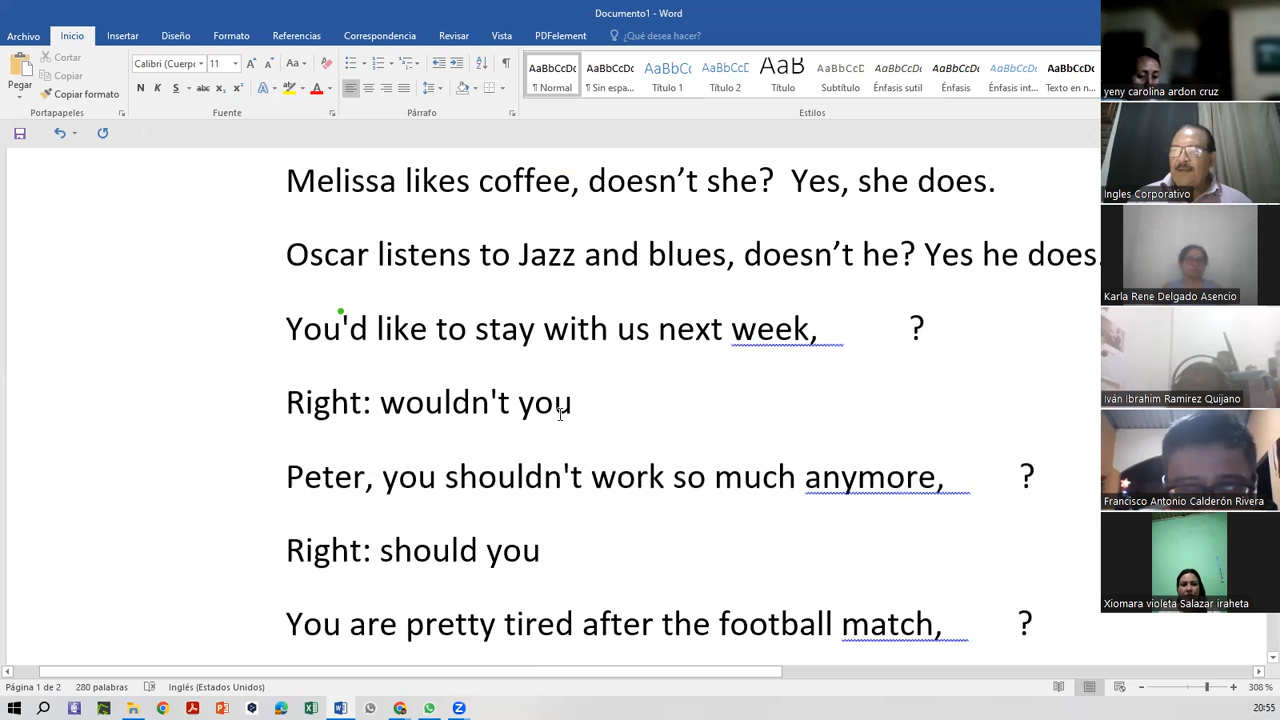 Documento1 - Word
Archivo Inicio Insertar Diseño Formato Referencias Correspondencia Revisar Vista PDFelement ¿Qué desea hacer?
Pegar
Cortar
Copiar
Copiar formato
Calibri (Cuerpo 11
N K S abc x₂ x²
AaBbCcDc AaBbCcDc AaBbCc AaBbCcD AaB AaBbCcD AaBbCcDc AaBbCcDc AaBbCcDc AaBbCcDc
¶ Normal ¶ Sin espa... Título 1 Título 2 Título Subtítulo Énfasis sutil Énfasis Énfasis int... Texto en n
Portapapeles Fuente Párrafo Estilos
Melissa likes coffee, doesn’t she?  Yes, she does.
Oscar listens to Jazz and blues, doesn’t he? Yes he does.
You'd like to stay with us next week, ?
Right: wouldn't you
Peter, you shouldn't work so much anymore, ?
Right: should you
You are pretty tired after the football match, ?
yeny carolina ardon cruz
Ingles Corporativo
Karla Rene Delgado Asencio
Iván Ibrahim Ramírez Quijano
Francisco Antonio Calderón Rivera
Xiomara violeta Salazar iraheta
Página 1 de 2 280 palabras Inglés (Estados Unidos) 308 %
20:55